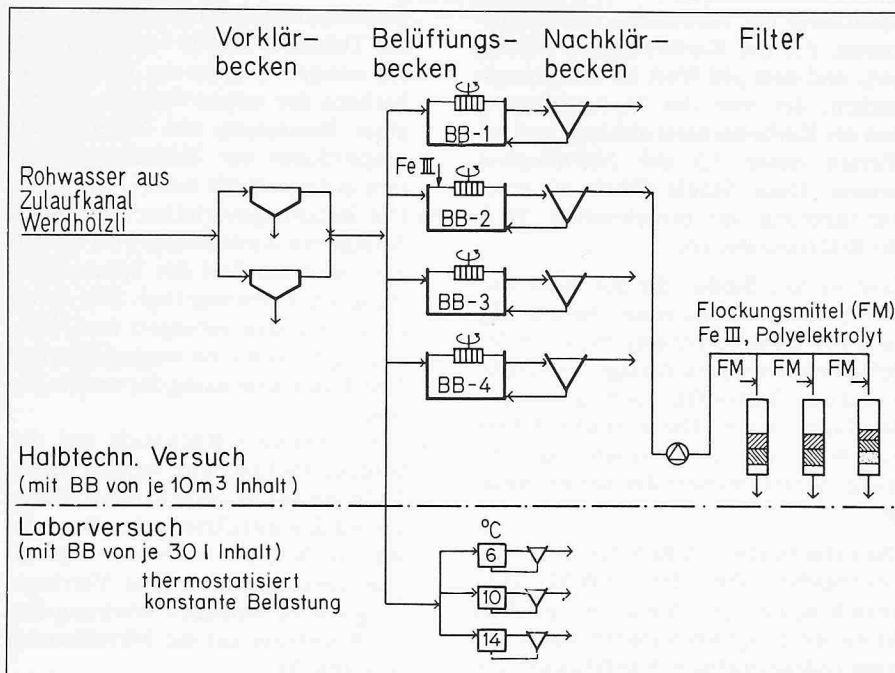 Vorklär–
becken
Belüftungs-
becken
Nachklär–
becken
Filter
BB-1
Fe III
BB-2
BB-3
BB-4
Rohwasser aus
Zulaufkanal
Werdhölzli
Flockungsmittel (FM)
Fe III, Polyelektrolyt
FM FM FM
Halbtechn. Versuch
(mit BB von je 10m³ Inhalt)
Laborversuch
(mit BB von je 30 l Inhalt)
thermostatisiert
konstante Belastung
°C
6
10
14